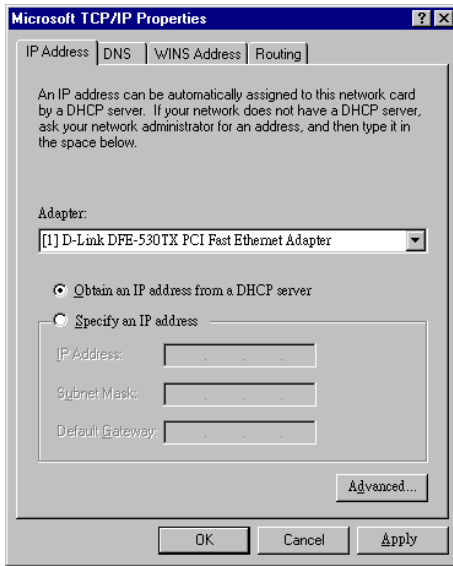 Microsoft TCP/IP Properties
IP Address DNS WINS Address Routing
An IP address can be automatically assigned to this network card
by a DHCP server. If your network does not have a DHCP server,
ask your network administrator for an address, and then type it in
the space below.
Adapter:
[1] D-Link DFE-530TX PCI Fast Ethernet Adapter
Obtain an IP address from a DHCP server
Specify an IP address
IP Address:
Subnet Mask:
Default Gateway:
Advanced...
OK Cancel Apply